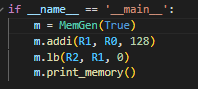 if __name__ == '__main__':
    m = MemGen(True)
    m.addi(R1, R0, 128)
    m.lb(R2, R1, 0)
    m.print_memory()